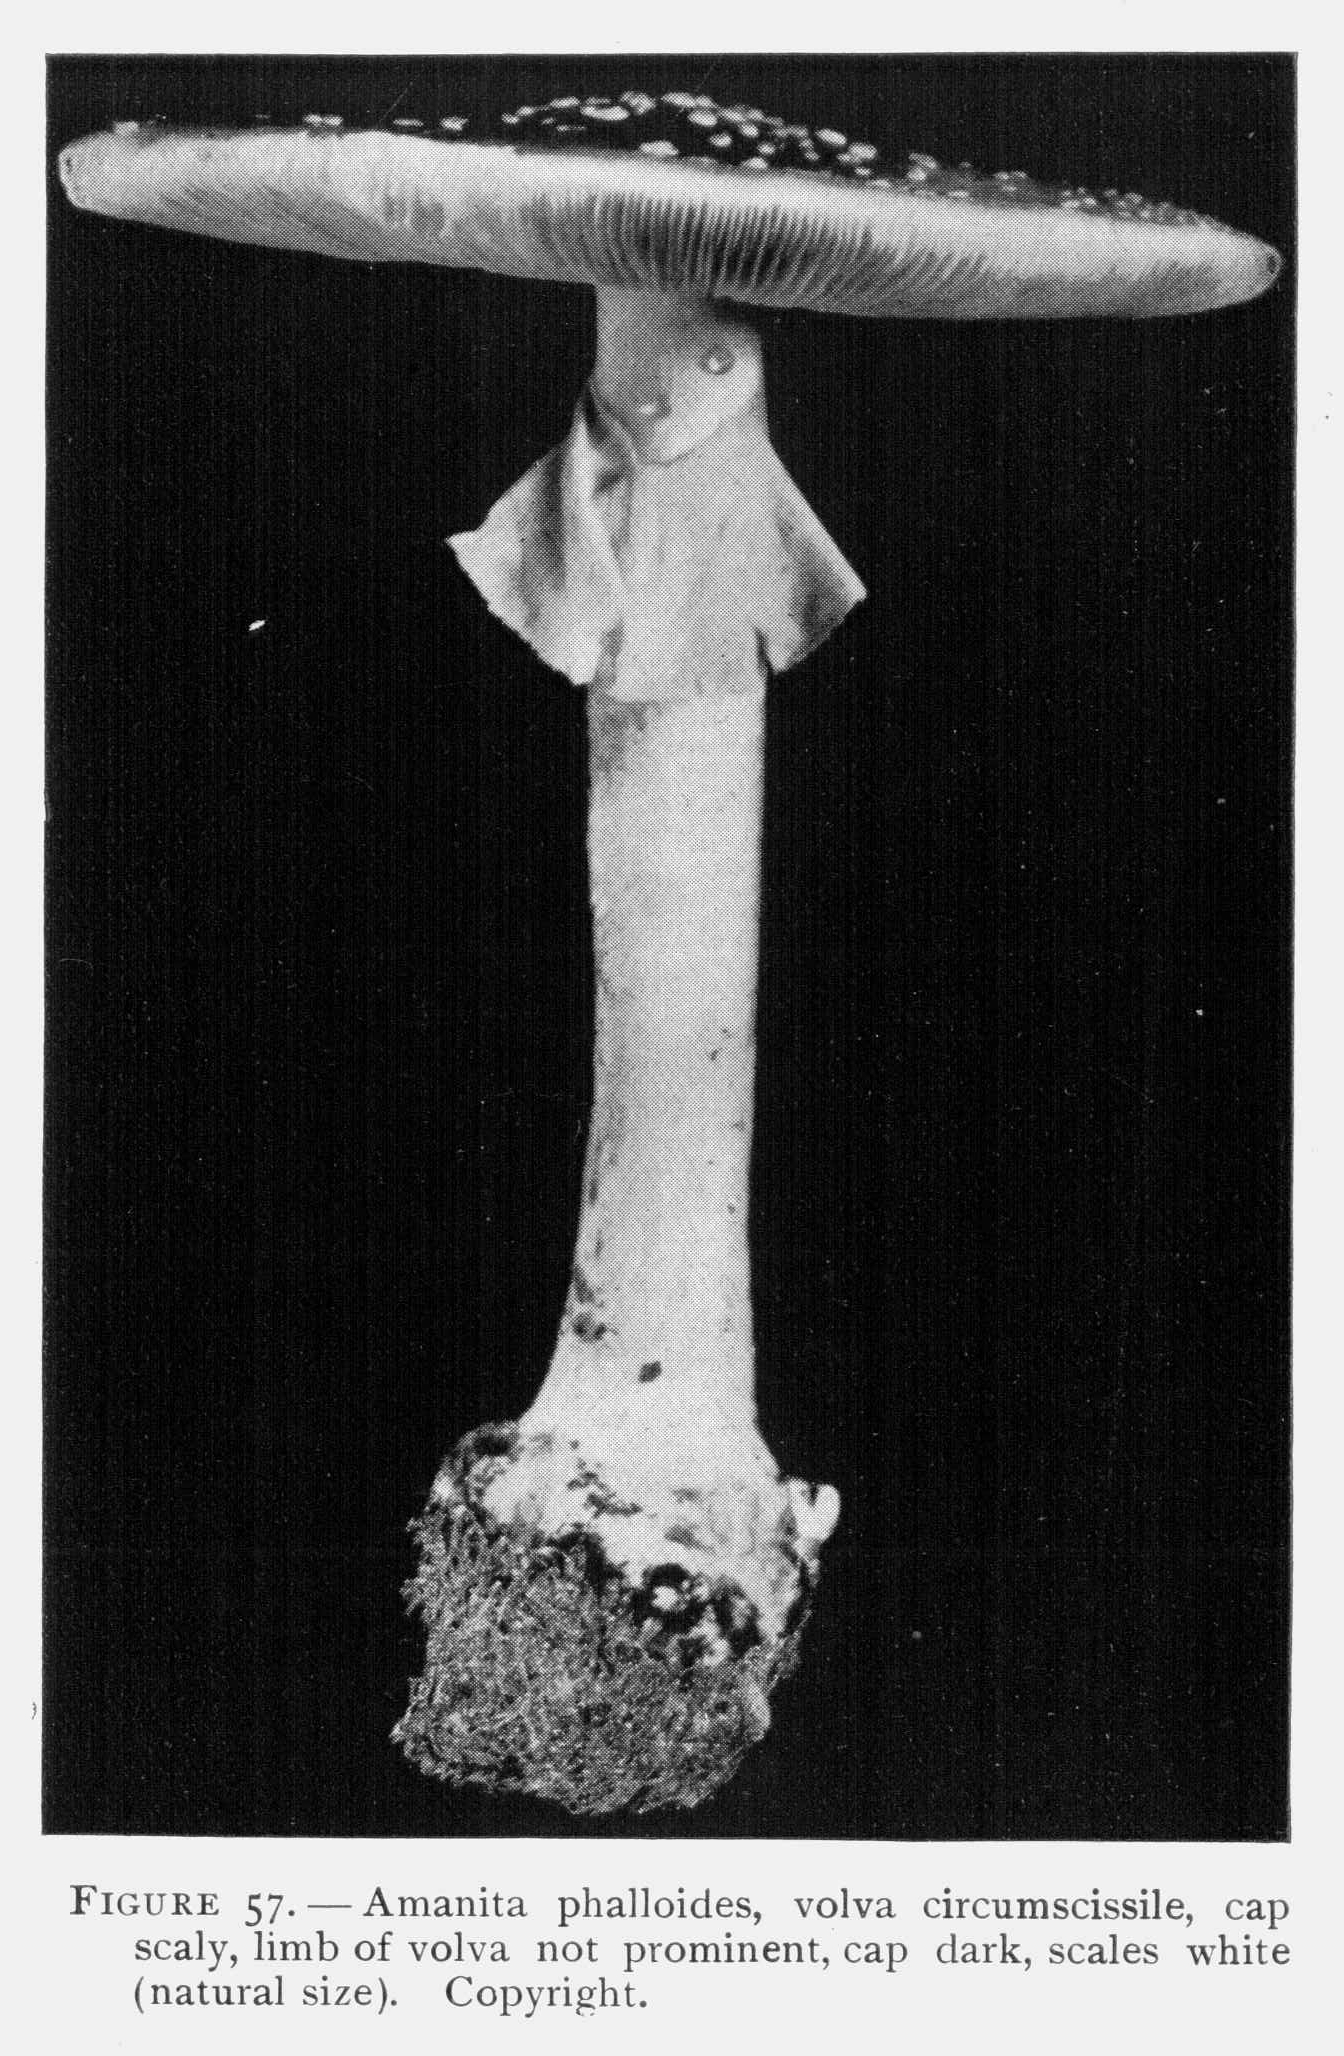 FIGURE 57. — Amanita phalloides, volva circumscissile, cap
scaly, limb of volva not prominent, cap dark, scales white
(natural size). Copyright.